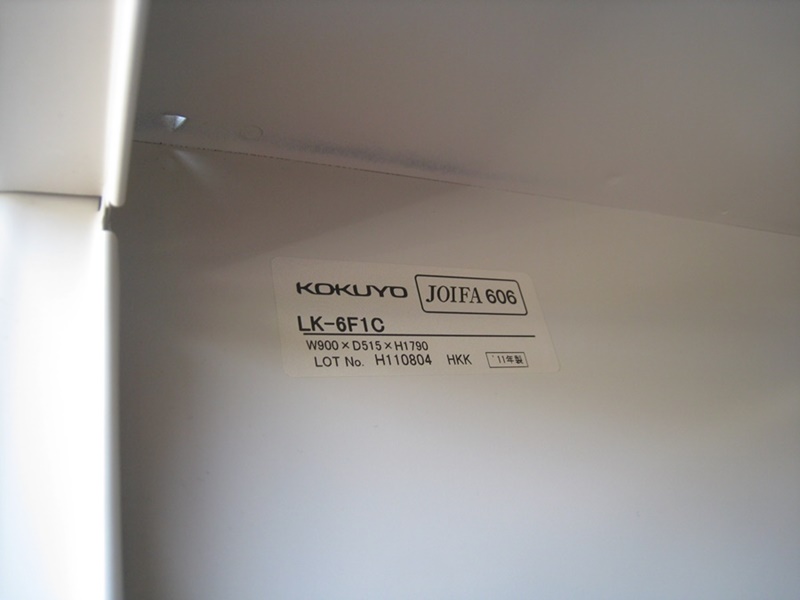 KOKUYO JOIFA 606
LK-6F1C
W900×D515×H1790
LOT No. H110804 HKK '11年製